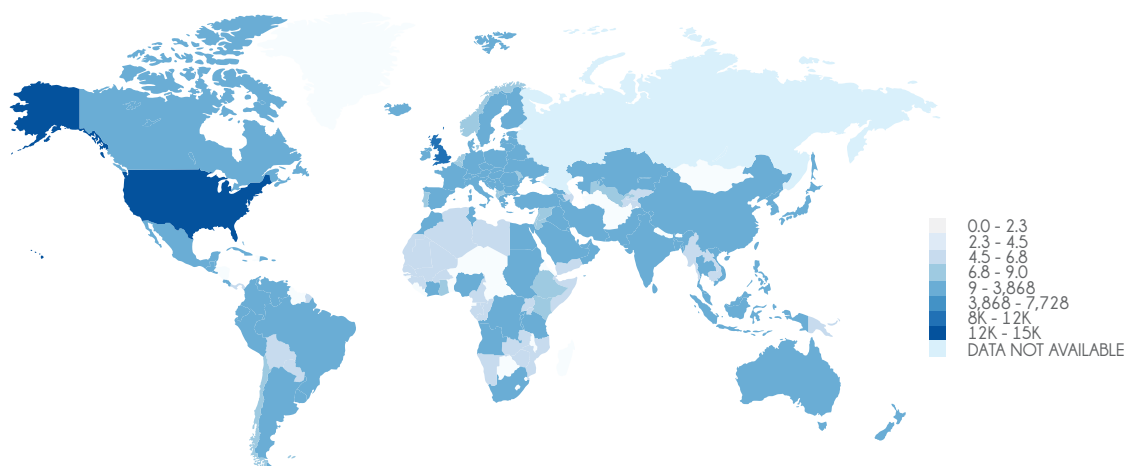 0.0 - 2.3
2.3 - 4.5
4.5 - 6.8
6.8 - 9.0
9 - 3,868
3,868 - 7,728
8K - 12K
12K - 15K
DATA NOT AVAILABLE